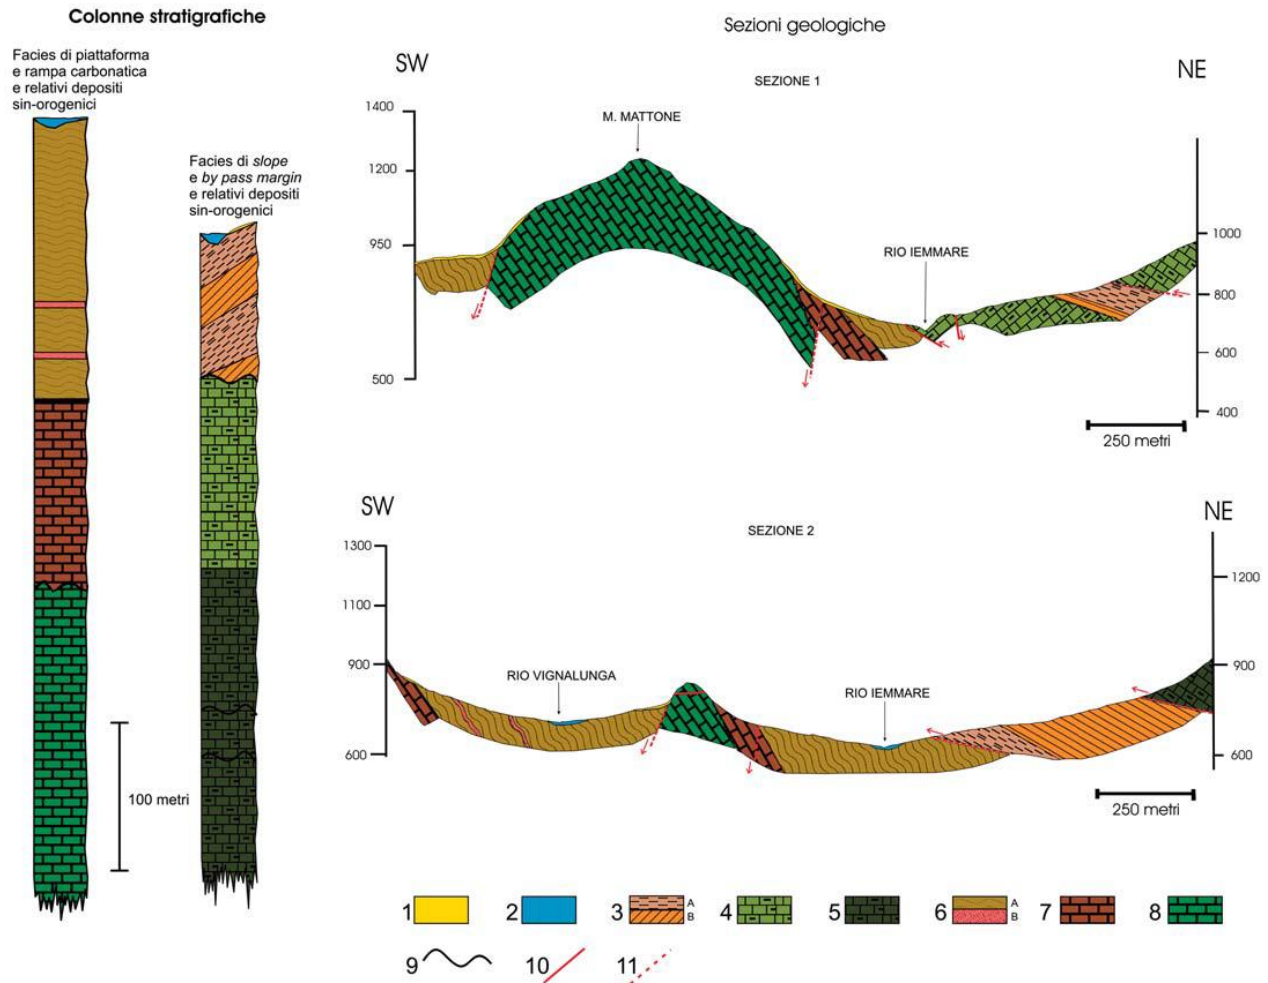 Colonne stratigrafiche
Facies di piattaforma
e rampa carbonatica
e relativi depositi
sin-orogenici
Facies di slope
e by pass margin
e relativi depositi
sin-orogenici
100 metri
Sezioni geologiche
SW
NE
SEZIONE 1
1400
1200
950
500
M. MATTONE
RIO IEMMARE
1000
800
600
400
250 metri
SW
NE
SEZIONE 2
1300
1100
900
600
RIO VIGNALUNGA
RIO IEMMARE
1200
900
600
250 metri
1
2
3
A
B
4
5
6
A
B
7
8
9
10
11